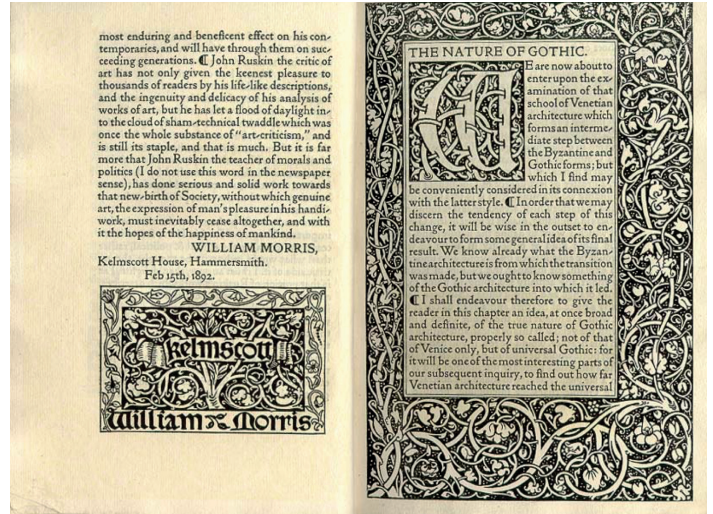 most enduring and beneficent effect on his con-
temporaries, and will have through them on suc-
ceeding generations. ⁋ John Ruskin the critic of
art has not only given the keenest pleasure to
thousands of readers by his life-like descriptions,
and the ingenuity and delicacy of his analysis of
works of art, but he has let a flood of daylight in-
to the cloud of sham-technical twaddle which was
once the whole substance of "art-criticism," and
is still its staple, and that is much. But it is far
more that John Ruskin the teacher of morals and
politics (I do not use this word in the newspaper
sense), has done serious and solid work towards
that new-birth of Society, without which genuine
art, the expression of man's pleasure in his handi-
work, must inevitably cease altogether, and with
it the hopes of the happiness of mankind.
WILLIAM MORRIS,
Kelmscott House, Hammersmith.
Feb 15th, 1892.
Kelmscott
William Morris
THE NATURE OF GOTHIC.
WE are now about to
enter upon the ex-
amination of that
school of Venetian
architecture which
forms an interme-
diate step between
the Byzantine and
Gothic forms; but
which I find may
be conveniently considered in its connexion
with the latter style. ⁋ In order that we may
discern the tendency of each step of this
change, it will be wise in the outset to en-
deavour to form some general idea of its final
result. We know already what the Byzan-
tine architecture is from which the transition
was made, but we ought to know something
of the Gothic architecture into which it led.
⁋ I shall endeavour therefore to give the
reader in this chapter an idea, at once broad
and definite, of the true nature of Gothic
architecture, properly so called; not of that
of Venice only, but of universal Gothic: for
it will be one of the most interesting parts of
our subsequent inquiry, to find out how far
Venetian architecture reached the universal